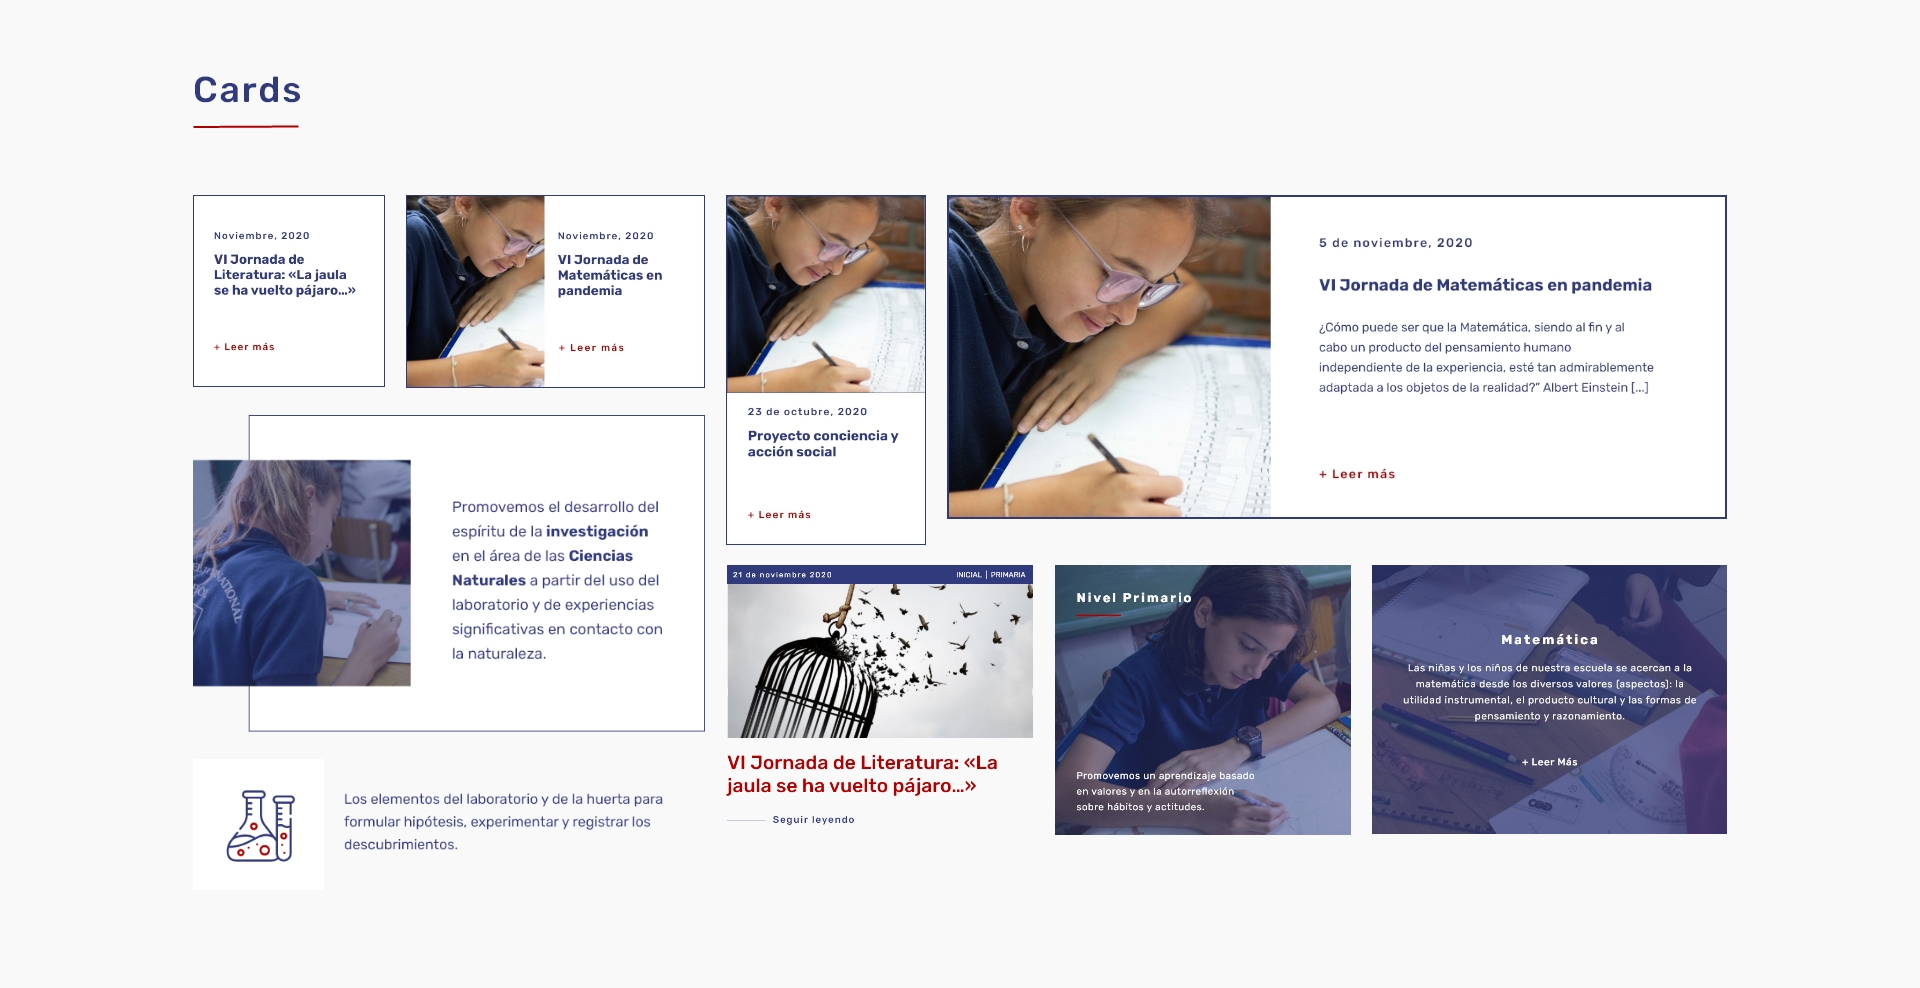 Cards
Noviembre, 2020
VI Jornada de
Literatura: «La jaula
se ha vuelto pájaro...»
+ Leer más
Noviembre, 2020
VI Jornada de
Matemáticas en
pandemia
+ Leer más
23 de octubre, 2020
Proyecto conciencia y
acción social
+ Leer más
5 de noviembre, 2020
VI Jornada de Matemáticas en pandemia
¿Cómo puede ser que la Matemática, siendo al fin y al
cabo un producto del pensamiento humano
independiente de la experiencia, esté tan admirablemente
adaptada a los objetos de la realidad?” Albert Einstein [...]
+ Leer más
Promovemos el desarrollo del
espíritu de la investigación
en el área de las Ciencias
Naturales a partir del uso del
laboratorio y de experiencias
significativas en contacto con
la naturaleza.
21 de noviembre 2020
INICIAL | PRIMARIA
VI Jornada de Literatura: «La
jaula se ha vuelto pájaro...»
Seguir leyendo
Nivel Primario
Promovemos un aprendizaje basado
en valores y en la autorreflexión
sobre hábitos y actitudes.
Matemática
Las niñas y los niños de nuestra escuela se acercan a la
matemática desde los diversos valores (aspectos): la
utilidad instrumental, el producto cultural y las formas de
pensamiento y razonamiento.
+ Leer Más
Los elementos del laboratorio y de la huerta para
formular hipótesis, experimentar y registrar los
descubrimientos.